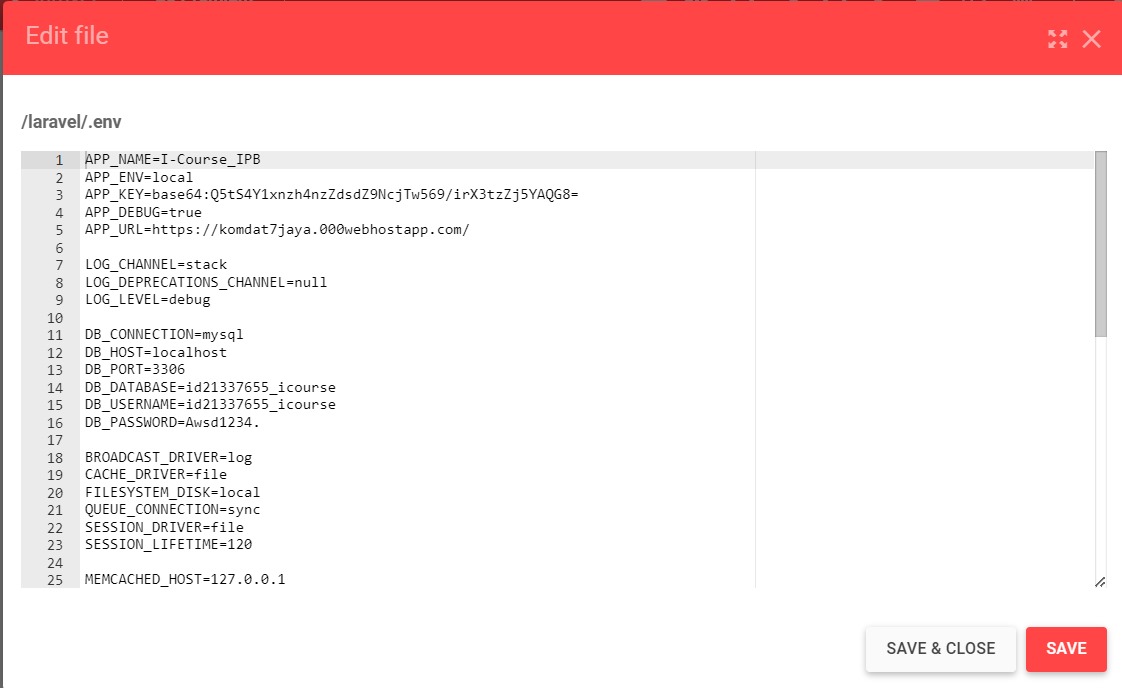 Edit file
/laravel/.env
1 APP_NAME=I-Course_IPB
2 APP_ENV=local
3 APP_KEY=base64:Q5tS4Y1xnzh4nzZdsdZ9NcjTw569/irX3tzZj5YAQG8=
4 APP_DEBUG=true
5 APP_URL=https://komdat7jaya.000webhostapp.com/
6
7 LOG_CHANNEL=stack
8 LOG_DEPRECATIONS_CHANNEL=null
9 LOG_LEVEL=debug
10
11 DB_CONNECTION=mysql
12 DB_HOST=localhost
13 DB_PORT=3306
14 DB_DATABASE=id21337655_icourse
15 DB_USERNAME=id21337655_icourse
16 DB_PASSWORD=Awsd1234.
17
18 BROADCAST_DRIVER=log
19 CACHE_DRIVER=file
20 FILESYSTEM_DISK=local
21 QUEUE_CONNECTION=sync
22 SESSION_DRIVER=file
23 SESSION_LIFETIME=120
24
25 MEMCACHED_HOST=127.0.0.1
SAVE & CLOSE
SAVE